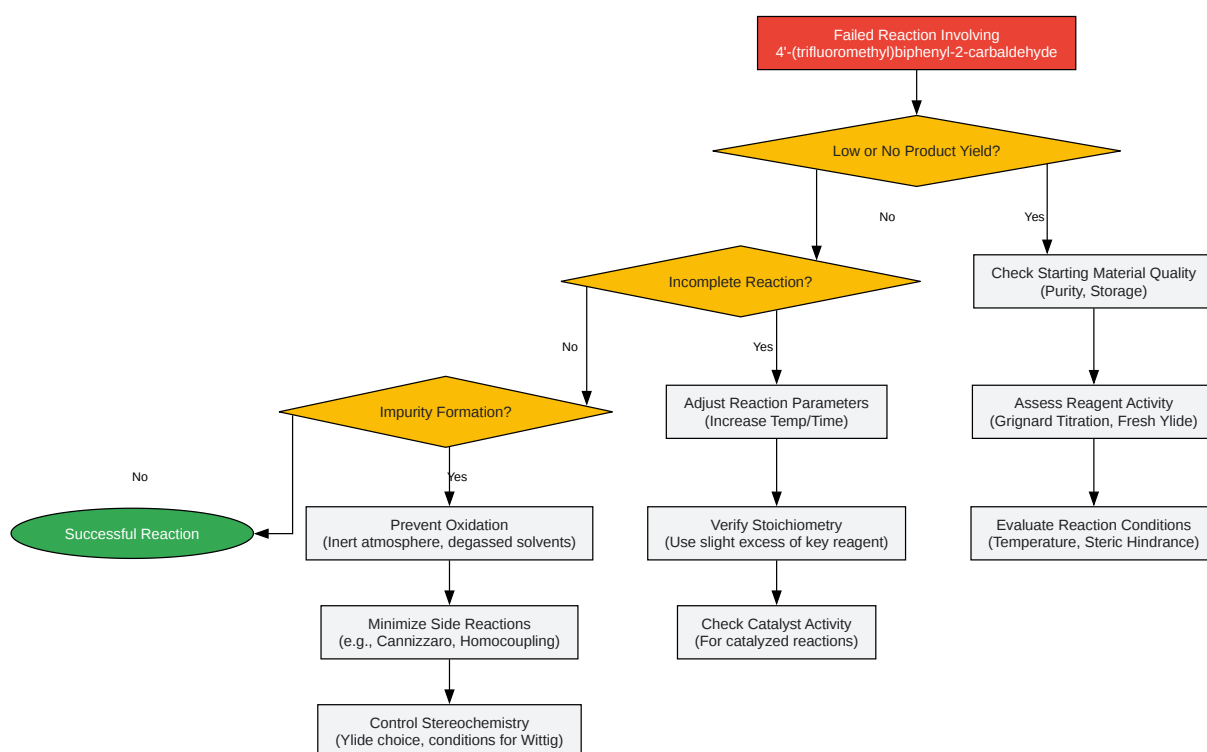 Failed Reaction Involving
4'-(trifluoromethyl)biphenyl-2-carbaldehyde
Low or No Product Yield?
No
Yes
Incomplete Reaction?
Check Starting Material Quality
(Purity, Storage)
No
Yes
Impurity Formation?
Adjust Reaction Parameters
(Increase Temp/Time)
Assess Reagent Activity
(Grignard Titration, Fresh Ylide)
No
Yes
Successful Reaction
Prevent Oxidation
(Inert atmosphere, degassed solvents)
Verify Stoichiometry
(Use slight excess of key reagent)
Evaluate Reaction Conditions
(Temperature, Steric Hindrance)
Minimize Side Reactions
(e.g., Cannizzaro, Homocoupling)
Check Catalyst Activity
(For catalyzed reactions)
Control Stereochemistry
(Ylide choice, conditions for Wittig)